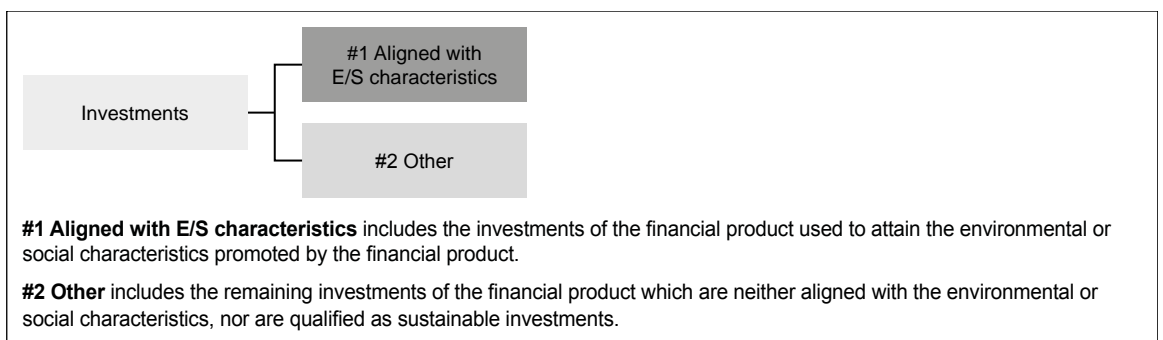 #1 Aligned with
E/S characteristics
Investments
#2 Other
#1 Aligned with E/S characteristics includes the investments of the financial product used to attain the environmental or
social characteristics promoted by the financial product.
#2 Other includes the remaining investments of the financial product which are neither aligned with the environmental or
social characteristics, nor are qualified as sustainable investments.